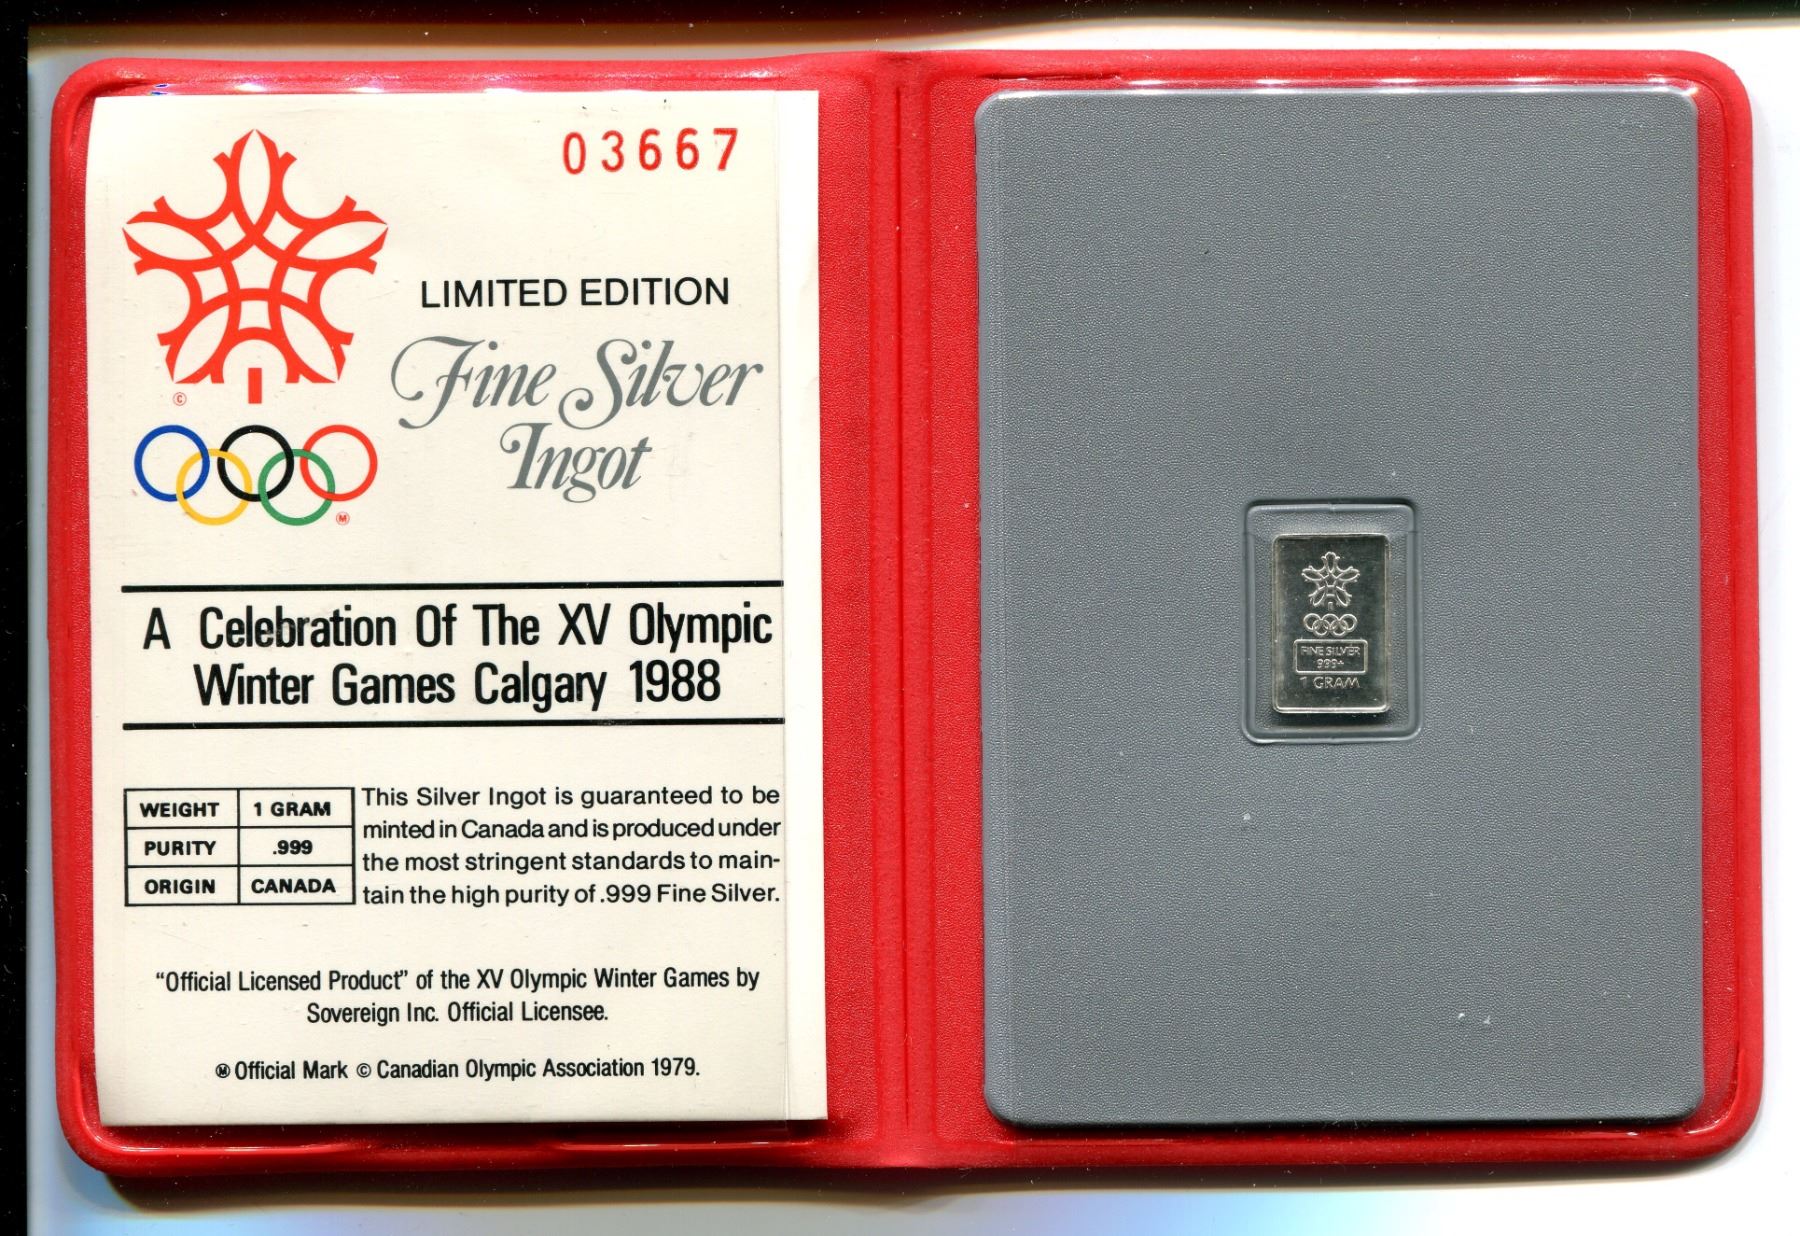 03667
LIMITED EDITION
Fine Silver
Ingot
©
Ⓜ
A Celebration Of The XV Olympic
Winter Games Calgary 1988
WEIGHT 1 GRAM
PURITY .999
ORIGIN CANADA
This Silver Ingot is guaranteed to be
minted in Canada and is produced under
the most stringent standards to main-
tain the high purity of .999 Fine Silver.
“Official Licensed Product” of the XV Olympic Winter Games by
Sovereign Inc. Official Licensee.
Ⓜ Official Mark © Canadian Olympic Association 1979.
FINE SILVER
999+
1 GRAM